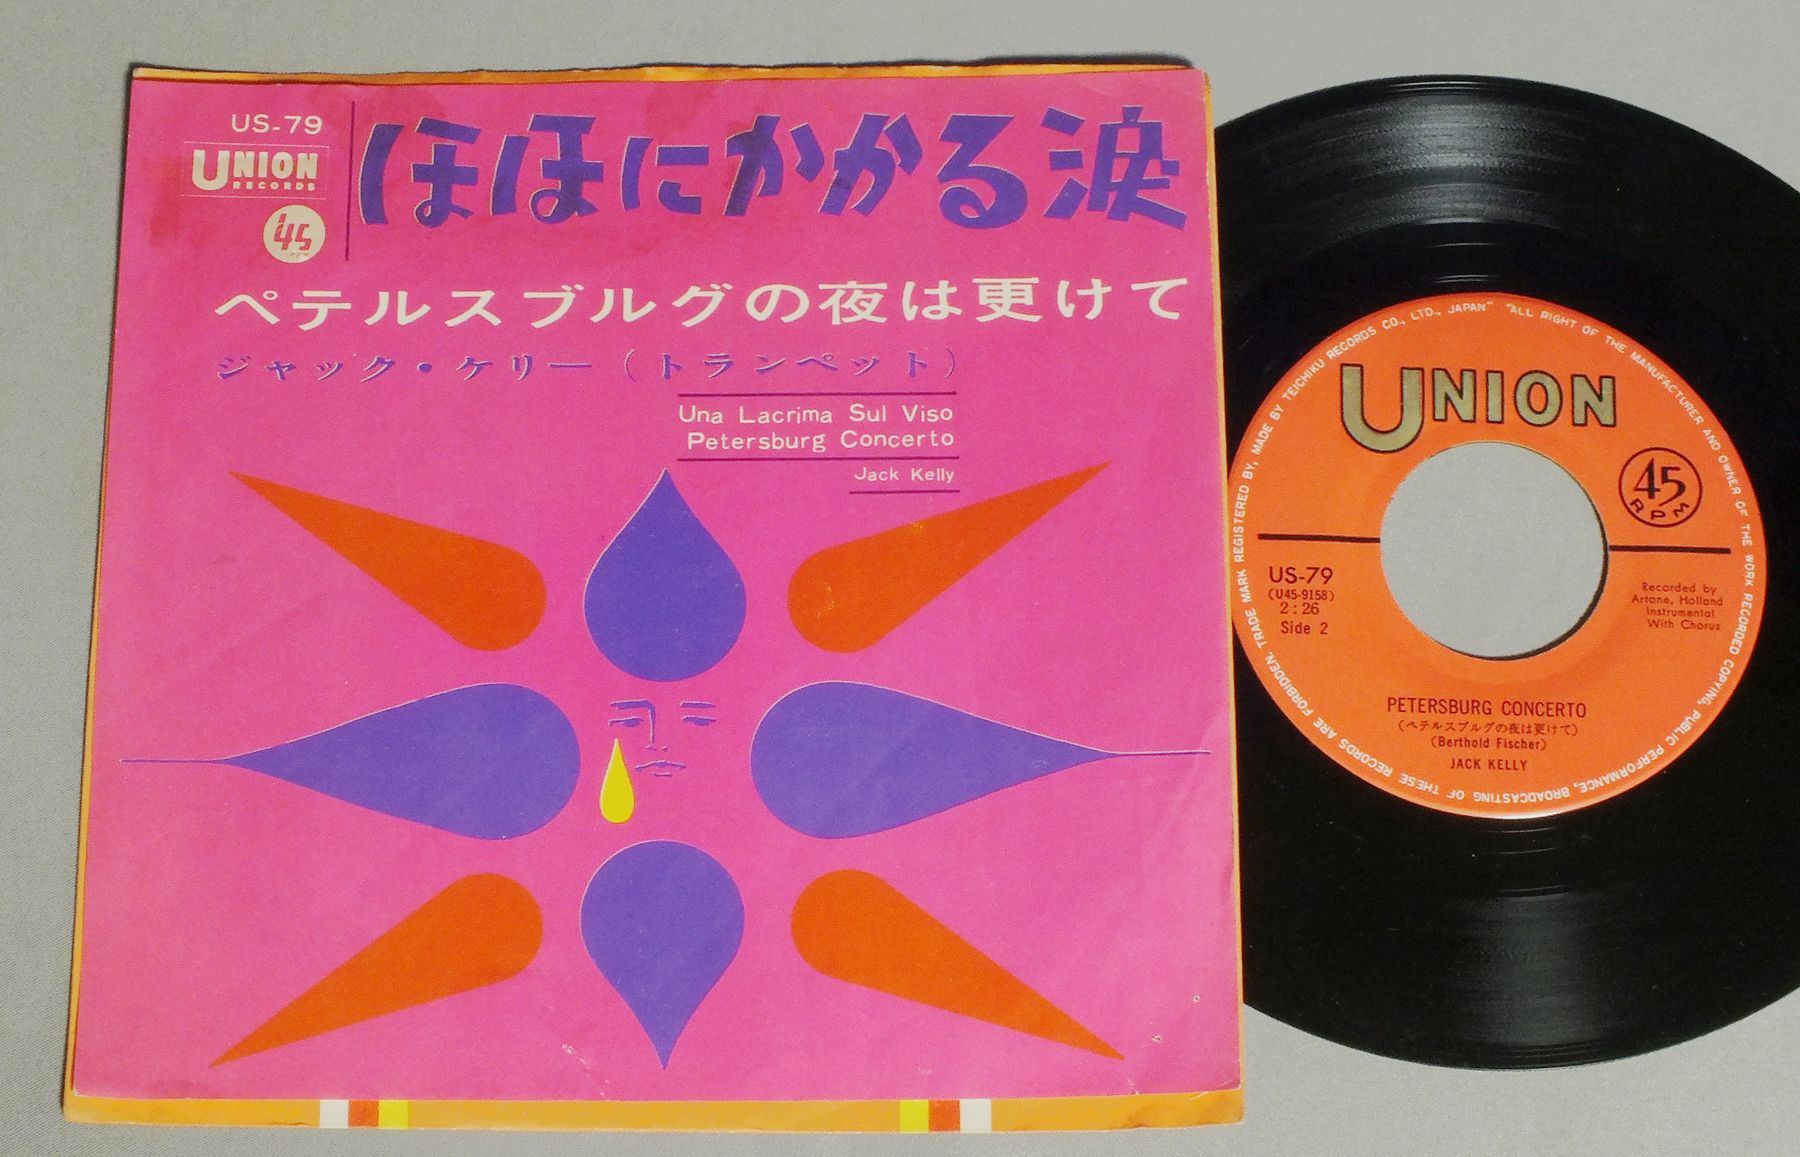 US-79
UNION
RECORDS
45
rpm
ほほにかかる涙
ペテルスブルグの夜は更けて
ジャック・ケリー（トランペット）
Una Lacrima Sul Viso
Petersburg Concerto
Jack Kelly
MADE BY TEICHIKU RECORDS CO., LTD., JAPAN" "ALL RIGHT OF THE MANUFACTURER AND OWNER OF THE WORK RECORDED COPYING, PUBLIC PERFORMANCE, BROADCASTING OF THESE RECORDS ARE FORBIDDEN. TRADE MARK REGISTERED BY,
UNION
45
RPM
US-79
(U45-9158)
2:26
Side 2
Recorded by
Artone, Holland
Instrumental
With Chorus
PETERSBURG CONCERTO
(ペテルスブルグの夜は更けて)
(Berthold Fischer)
JACK KELLY